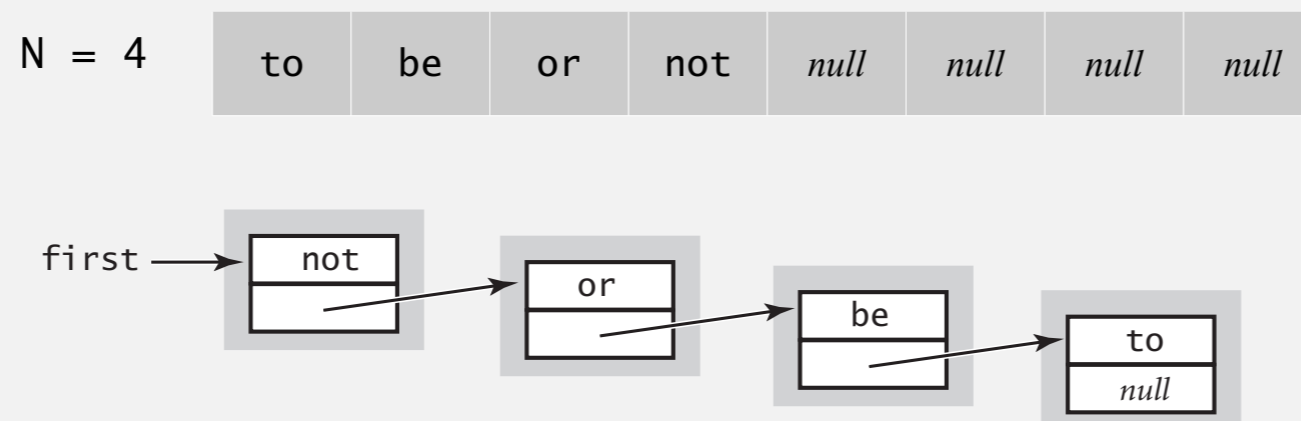 N = 4 to be or not null null null null
first not
or
be
to
null